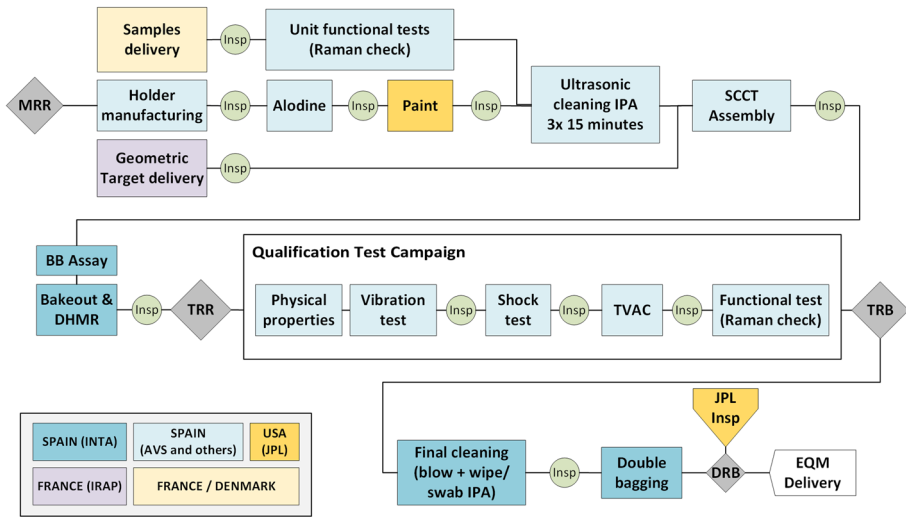 Samples
delivery
Insp
Unit functional tests
(Raman check)
MRR
Holder
manufacturing
Insp
Alodine
Insp
Paint
Insp
Ultrasonic
cleaning IPA
3x 15 minutes
SCCT
Assembly
Insp
Geometric
Target delivery
Insp
BB Assay
Bakeout &
DHMR
Insp
TRR
Qualification Test Campaign
Physical
properties
Vibration
test
Insp
Shock
test
Insp
TVAC
Insp
Functional test
(Raman check)
TRB
JPL
Insp
Final cleaning
(blow + wipe/
swab IPA)
Insp
Double
bagging
DRB
EQM
Delivery
SPAIN (INTA)
SPAIN
(AVS and others)
USA
(JPL)
FRANCE (IRAP)
FRANCE / DENMARK